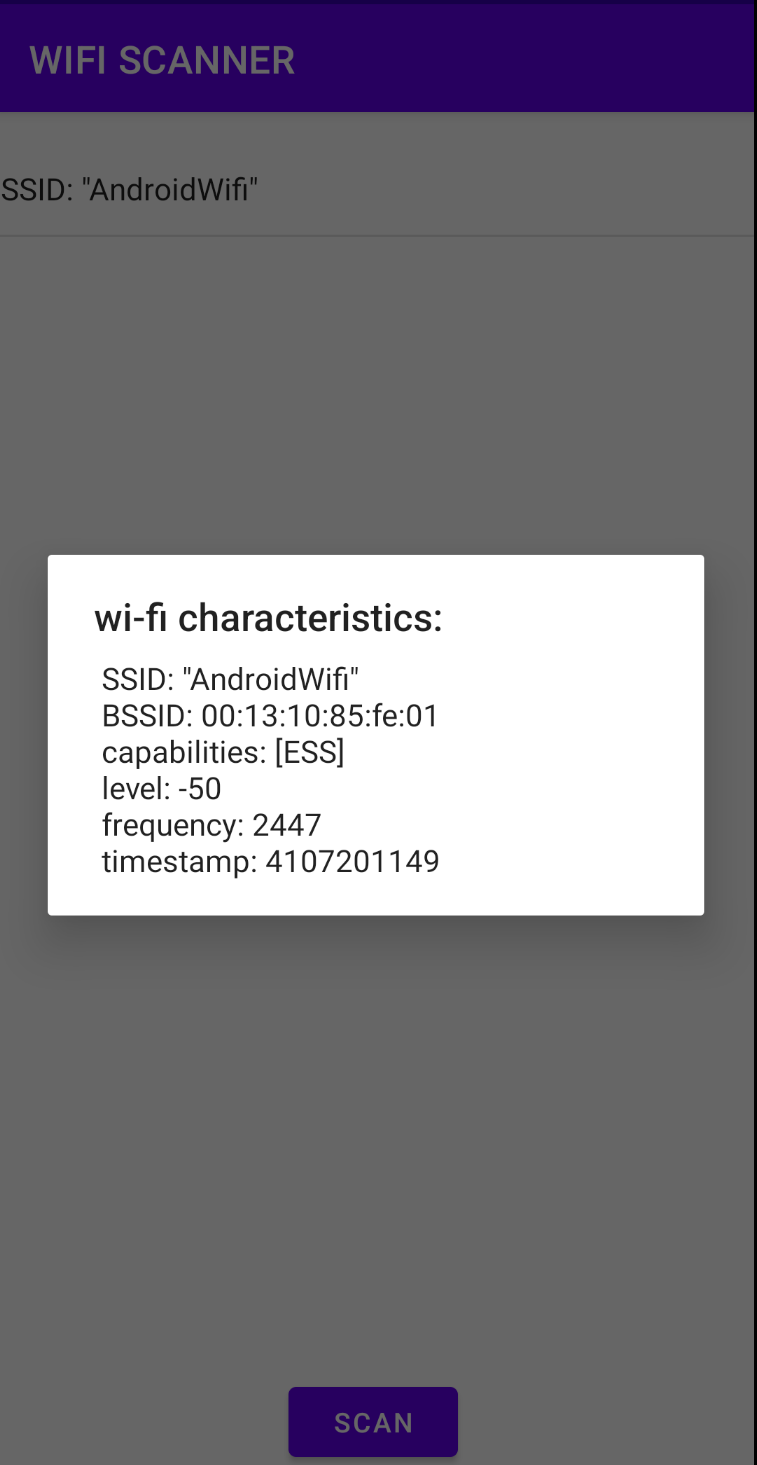 WIFI SCANNER
SSID: "AndroidWifi"
wi-fi characteristics:
SSID: "AndroidWifi"
BSSID: 00:13:10:85:fe:01
capabilities: [ESS]
level: -50
frequency: 2447
timestamp: 4107201149
SCAN